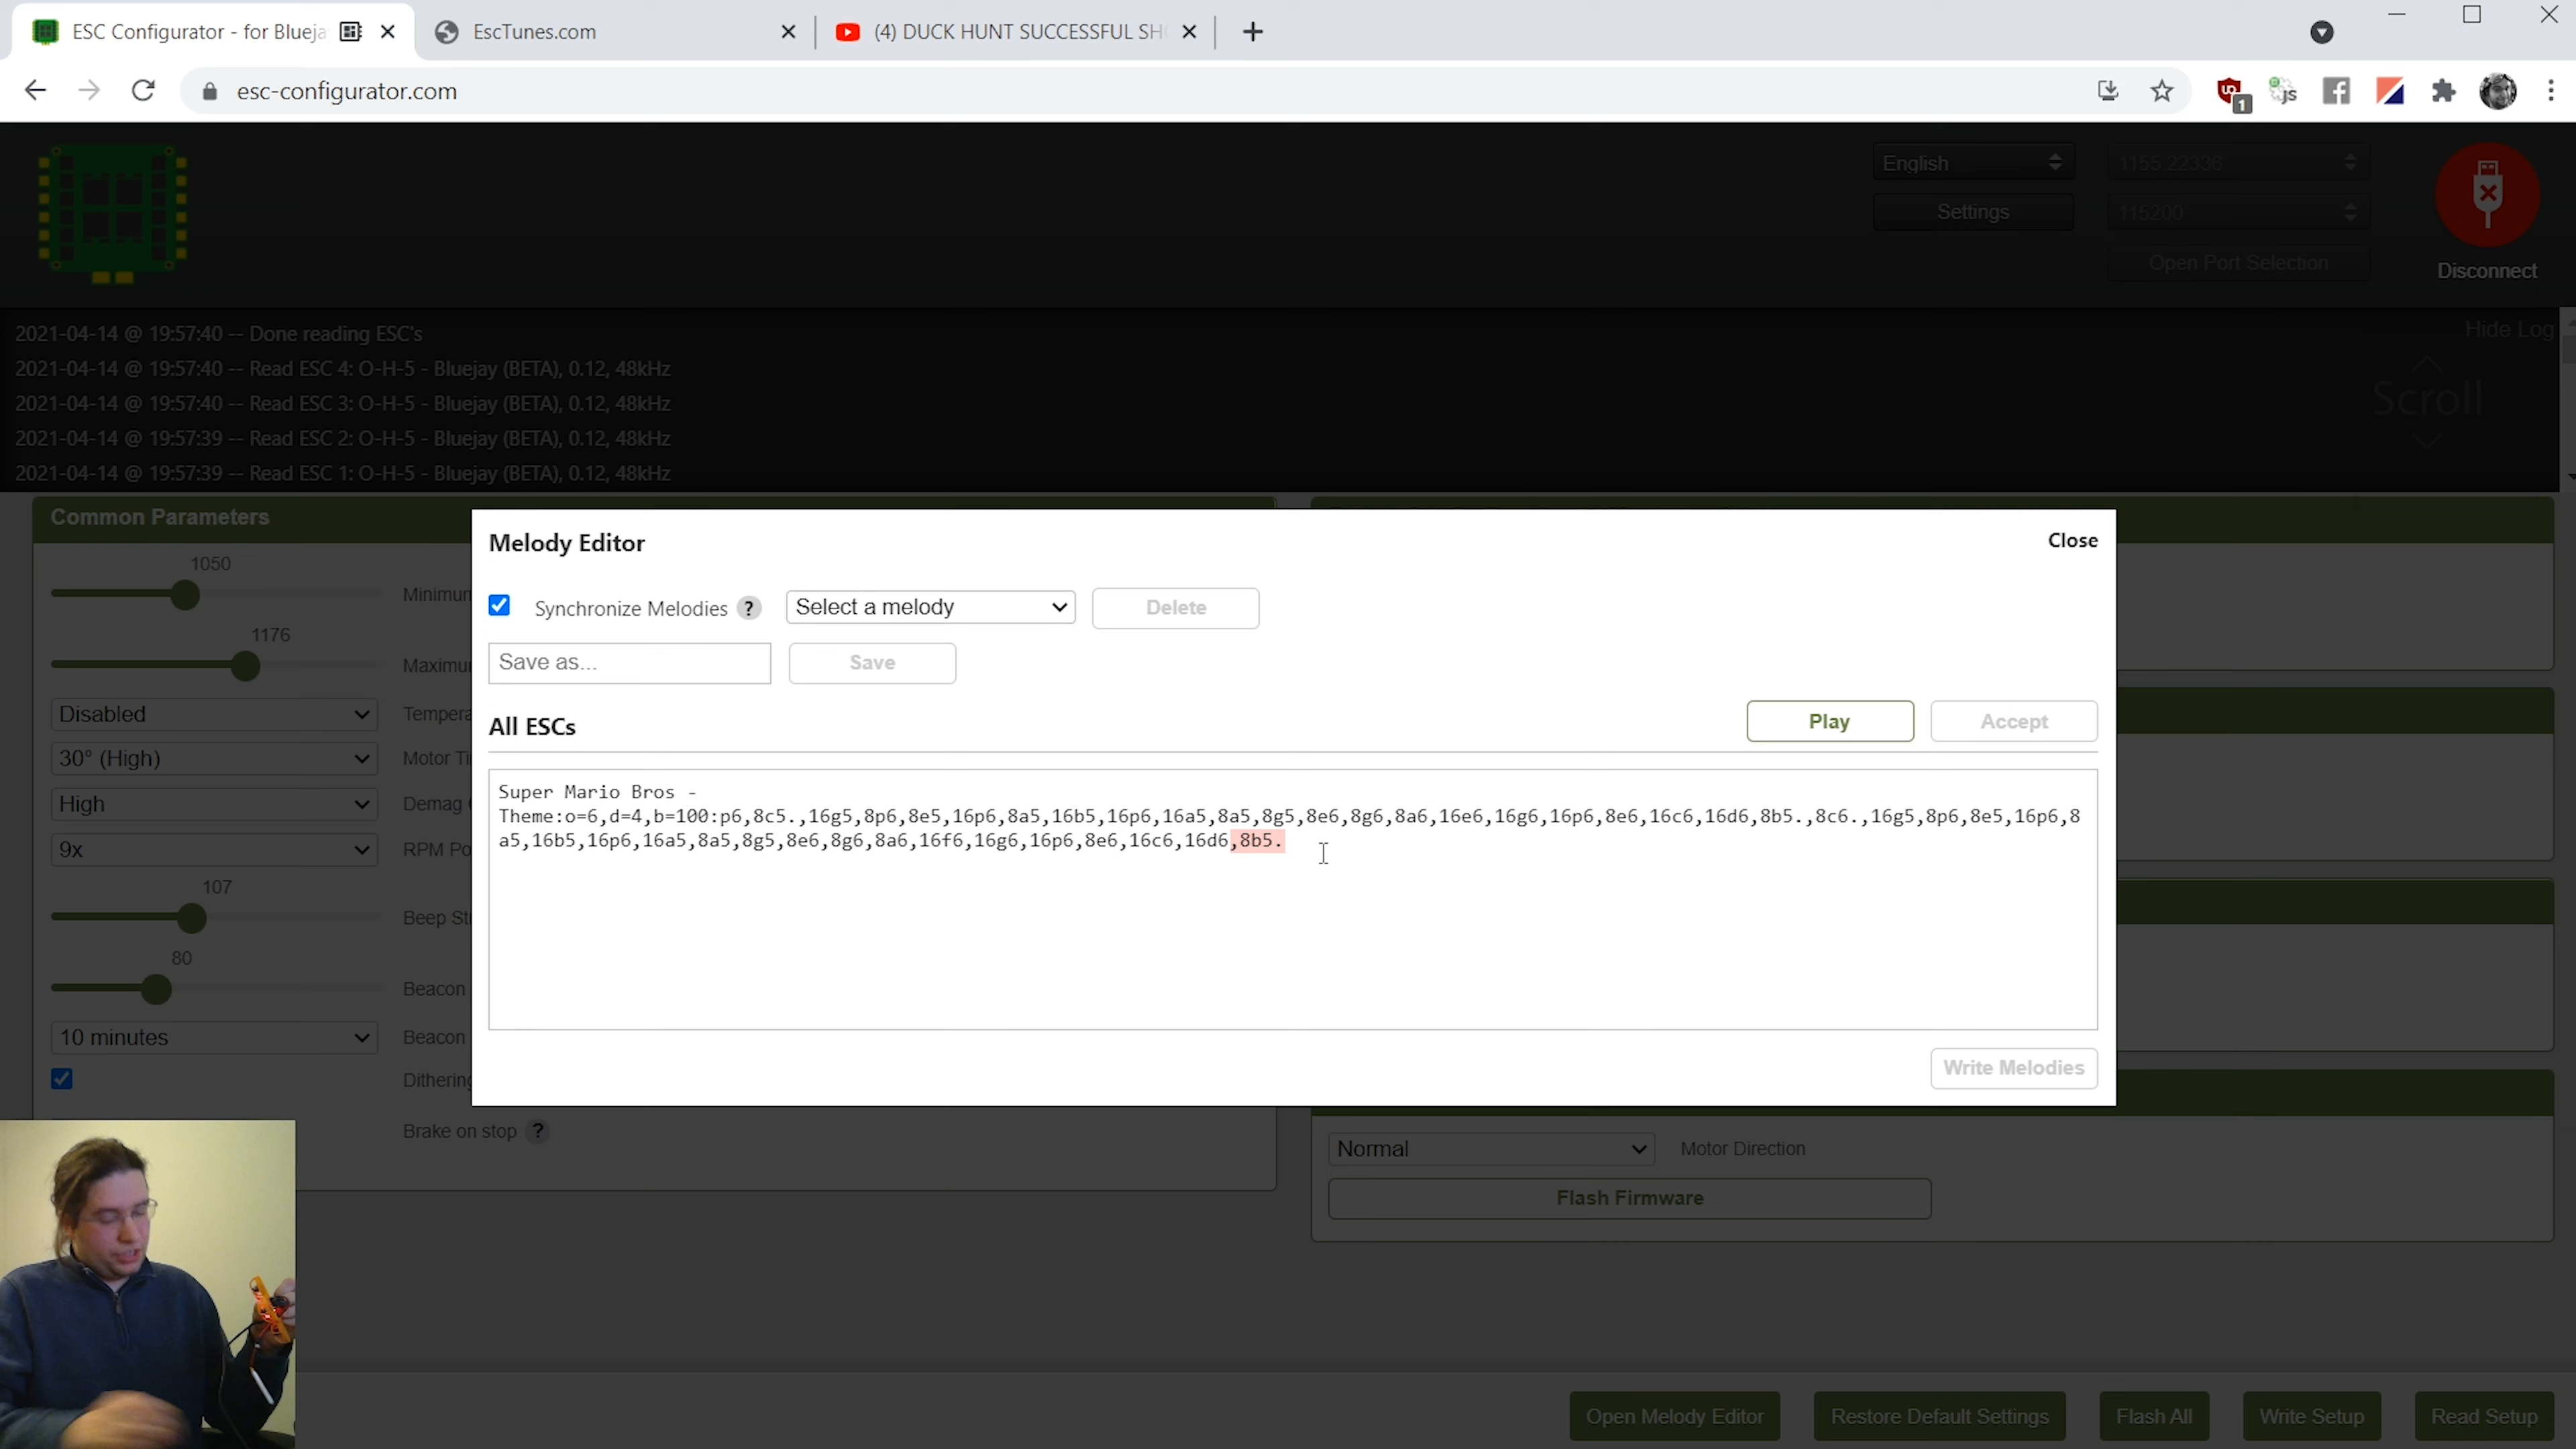 ESC Configurator - for Blueja
EscTunes.com
(4) DUCK HUNT SUCCESSFUL SH
esc-configurator.com
1
js
English
1155:22336
Settings
115200
Open Port Selection
Disconnect
Hide Log
Scroll
2021-04-14 @ 19:57:40 -- Done reading ESC's
2021-04-14 @ 19:57:40 -- Read ESC 4: O-H-5 - Bluejay (BETA), 0.12, 48kHz
2021-04-14 @ 19:57:40 -- Read ESC 3: O-H-5 - Bluejay (BETA), 0.12, 48kHz
2021-04-14 @ 19:57:39 -- Read ESC 2: O-H-5 - Bluejay (BETA), 0.12, 48kHz
2021-04-14 @ 19:57:39 -- Read ESC 1: O-H-5 - Bluejay (BETA), 0.12, 48kHz
Common Parameters
1050
Minimum
1176
Maximu
Disabled
Tempera
30° (High)
Motor Ti
High
Demag
9x
RPM Po
107
Beep St
80
Beacon
10 minutes
Beacon
Dithering
Brake on stop ?
Melody Editor
Close
Synchronize Melodies ?
Select a melody
Delete
Save as...
Save
All ESCs
Play
Accept
Super Mario Bros -
Theme:o=6,d=4,b=100:p6,8c5.,16g5,8p6,8e5,16p6,8a5,16b5,16p6,16a5,8a5,8g5,8e6,8g6,8a6,16e6,16g6,16p6,8e6,16c6,16d6,8b5.,8c6.,16g5,8p6,8e5,16p6,8
a5,16b5,16p6,16a5,8a5,8g5,8e6,8g6,8a6,16f6,16g6,16p6,8e6,16c6,16d6,8b5.
Write Melodies
Normal
Motor Direction
Flash Firmware
Open Melody Editor
Restore Default Settings
Flash All
Write Setup
Read Setup